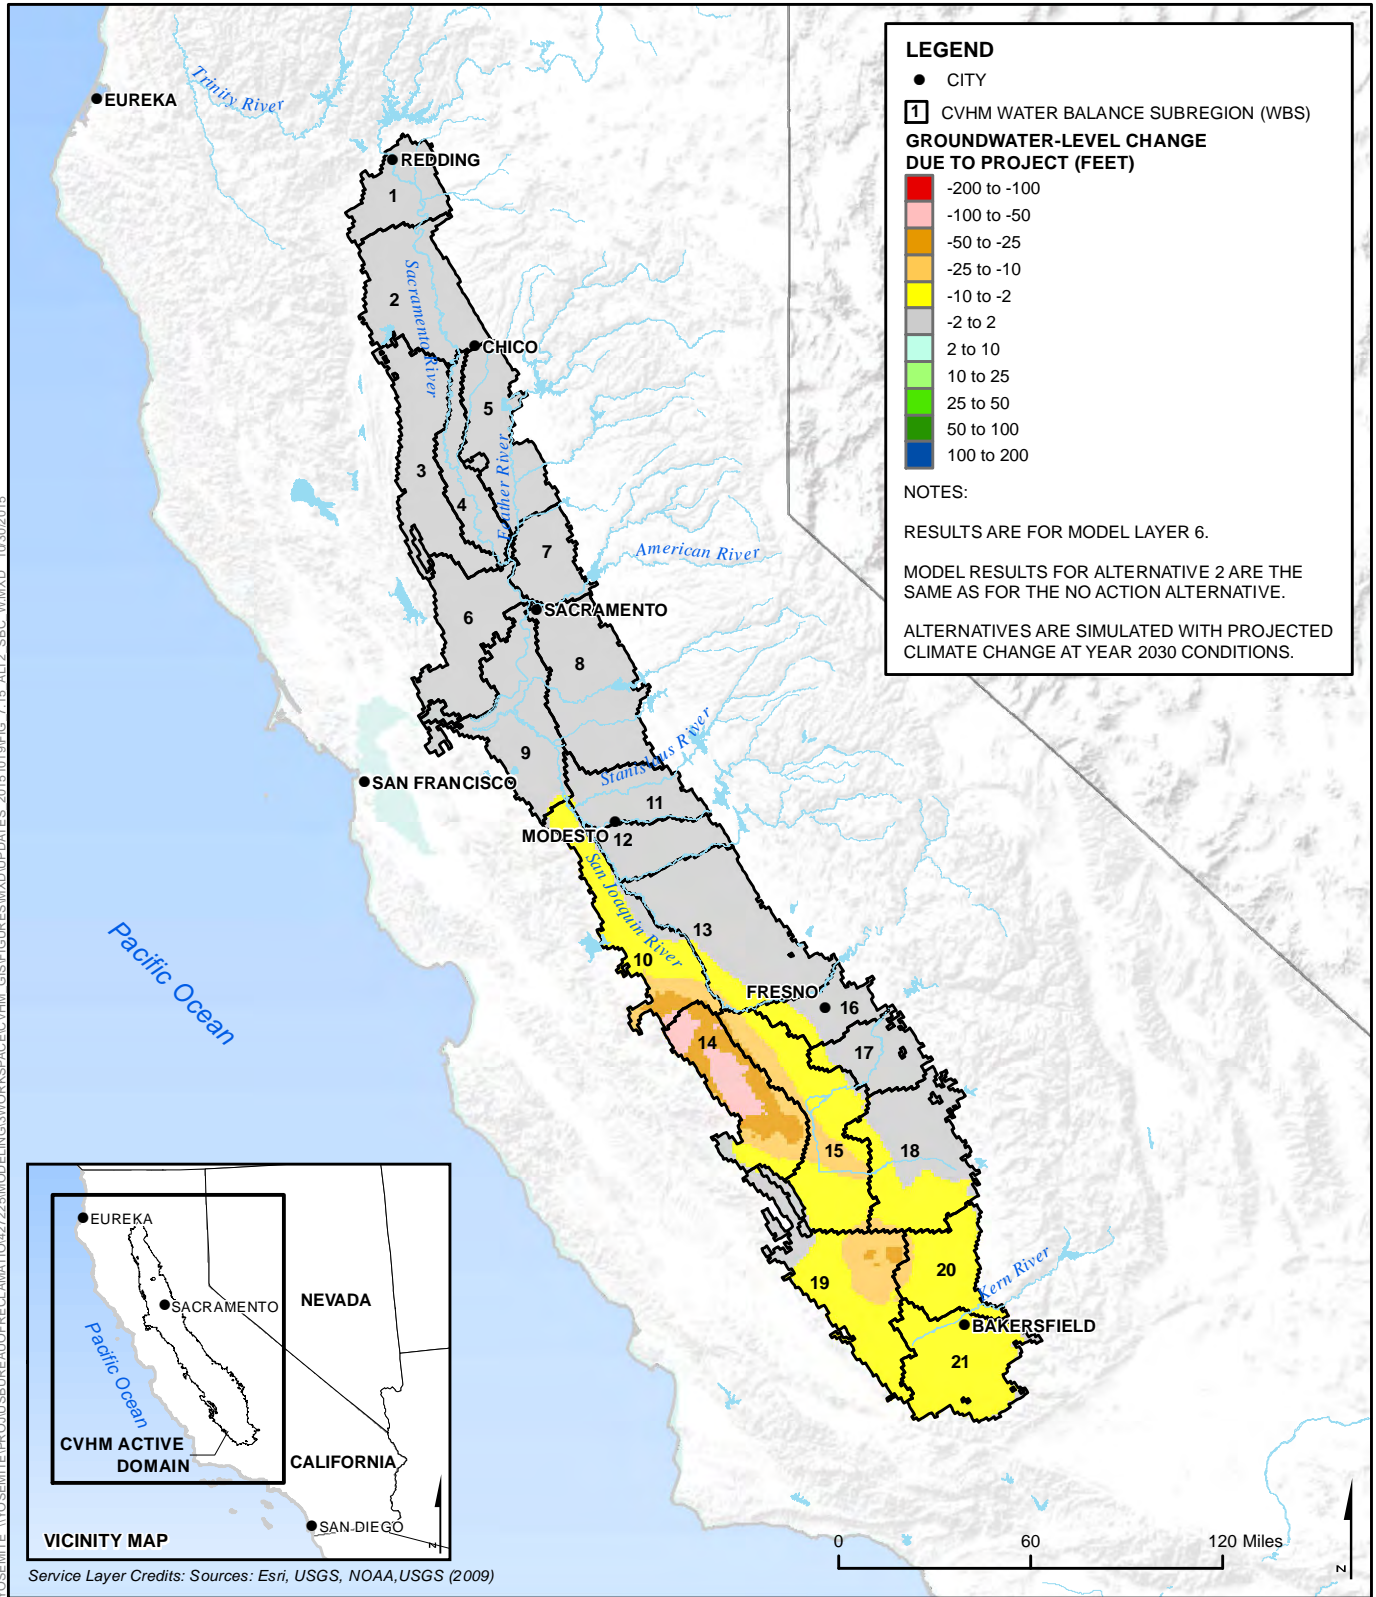 EUREKA
Trinity River
REDDING
1
2
Sacramento River
CHICO
5
3
4
Feather River
7
American River
6
SACRAMENTO
8
9
Stanislaus River
SAN FRANCISCO
11
MODESTO
12
San Joaquin River
13
10
FRESNO
16
14
17
15
18
19
20
Kern River
BAKERSFIELD
21
Pacific Ocean
LEGEND
CITY
1 CVHM WATER BALANCE SUBREGION (WBS)
GROUNDWATER-LEVEL CHANGE
DUE TO PROJECT (FEET)
-200 to -100
-100 to -50
-50 to -25
-25 to -10
-10 to -2
-2 to 2
2 to 10
10 to 25
25 to 50
50 to 100
100 to 200
NOTES:
RESULTS ARE FOR MODEL LAYER 6.
MODEL RESULTS FOR ALTERNATIVE 2 ARE THE
SAME AS FOR THE NO ACTION ALTERNATIVE.
ALTERNATIVES ARE SIMULATED WITH PROJECTED
CLIMATE CHANGE AT YEAR 2030 CONDITIONS.
EUREKA
SACRAMENTO
NEVADA
Pacific Ocean
CVHM ACTIVE
DOMAIN
CALIFORNIA
SAN DIEGO
VICINITY MAP
N
0 60 120 Miles
N
Service Layer Credits: Sources: Esri, USGS, NOAA,USGS (2009)